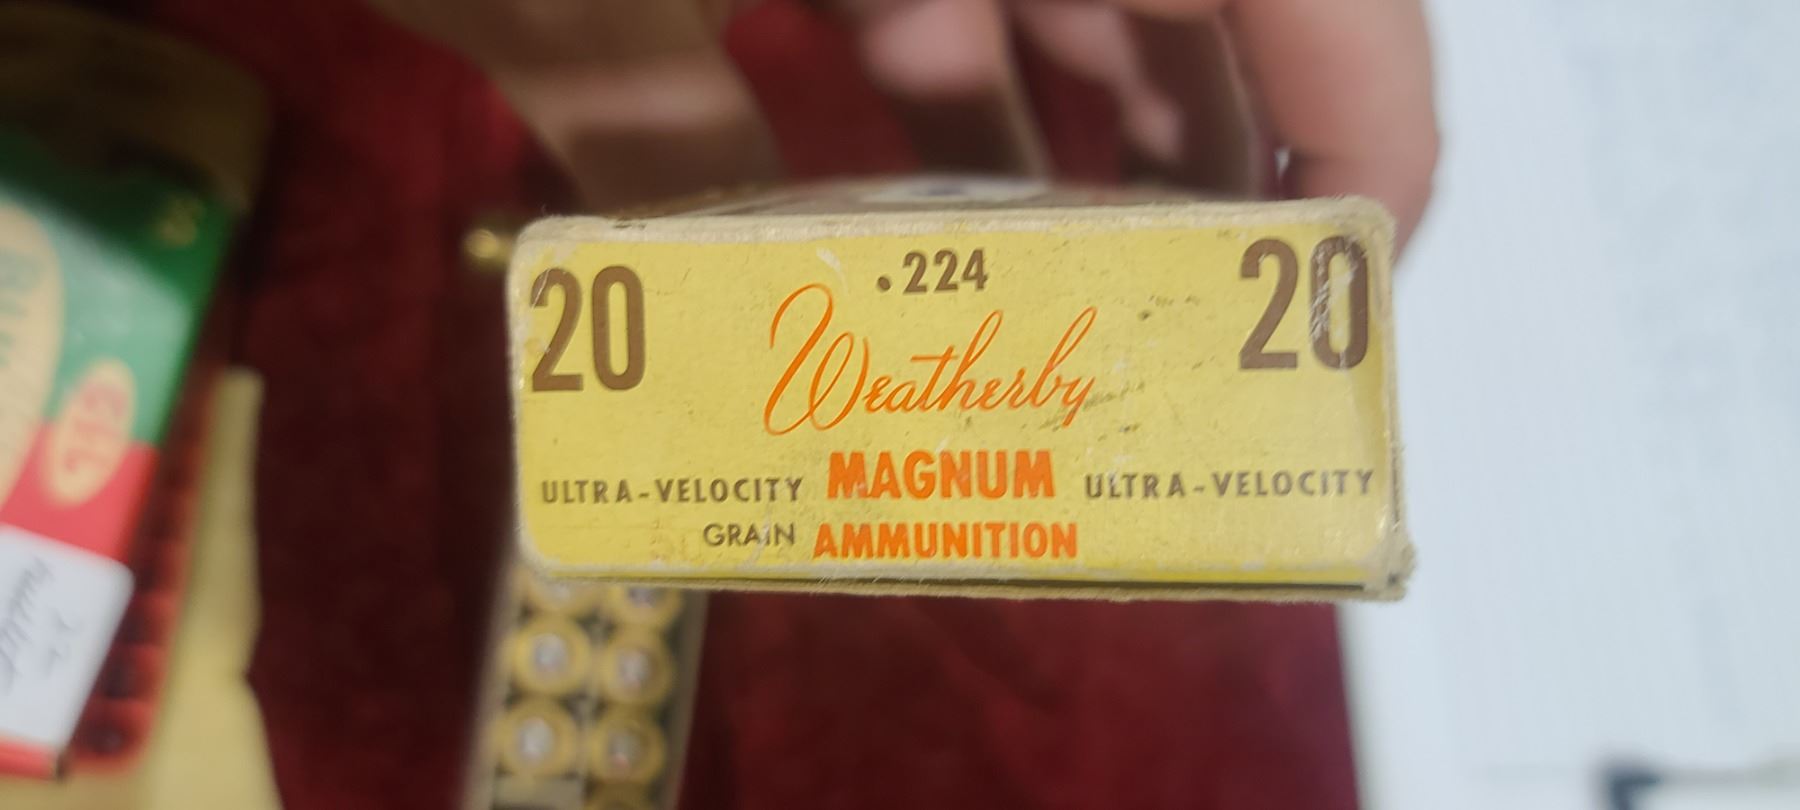 20 .224 20
Weatherby
ULTRA-VELOCITY MAGNUM ULTRA-VELOCITY
GRAIN AMMUNITION